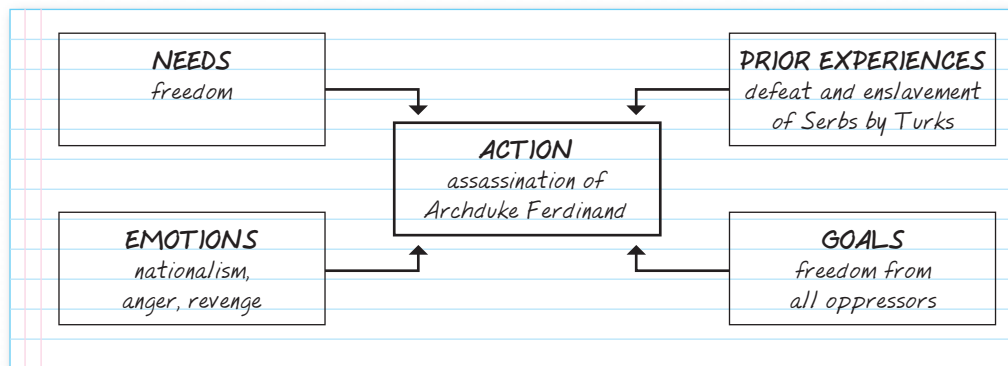 NEEDS
freedom
PRIOR EXPERIENCES
defeat and enslavement
of Serbs by Turks
ACTION
assassination of
Archduke Ferdinand
EMOTIONS
nationalism,
anger, revenge
GOALS
freedom from
all oppressors